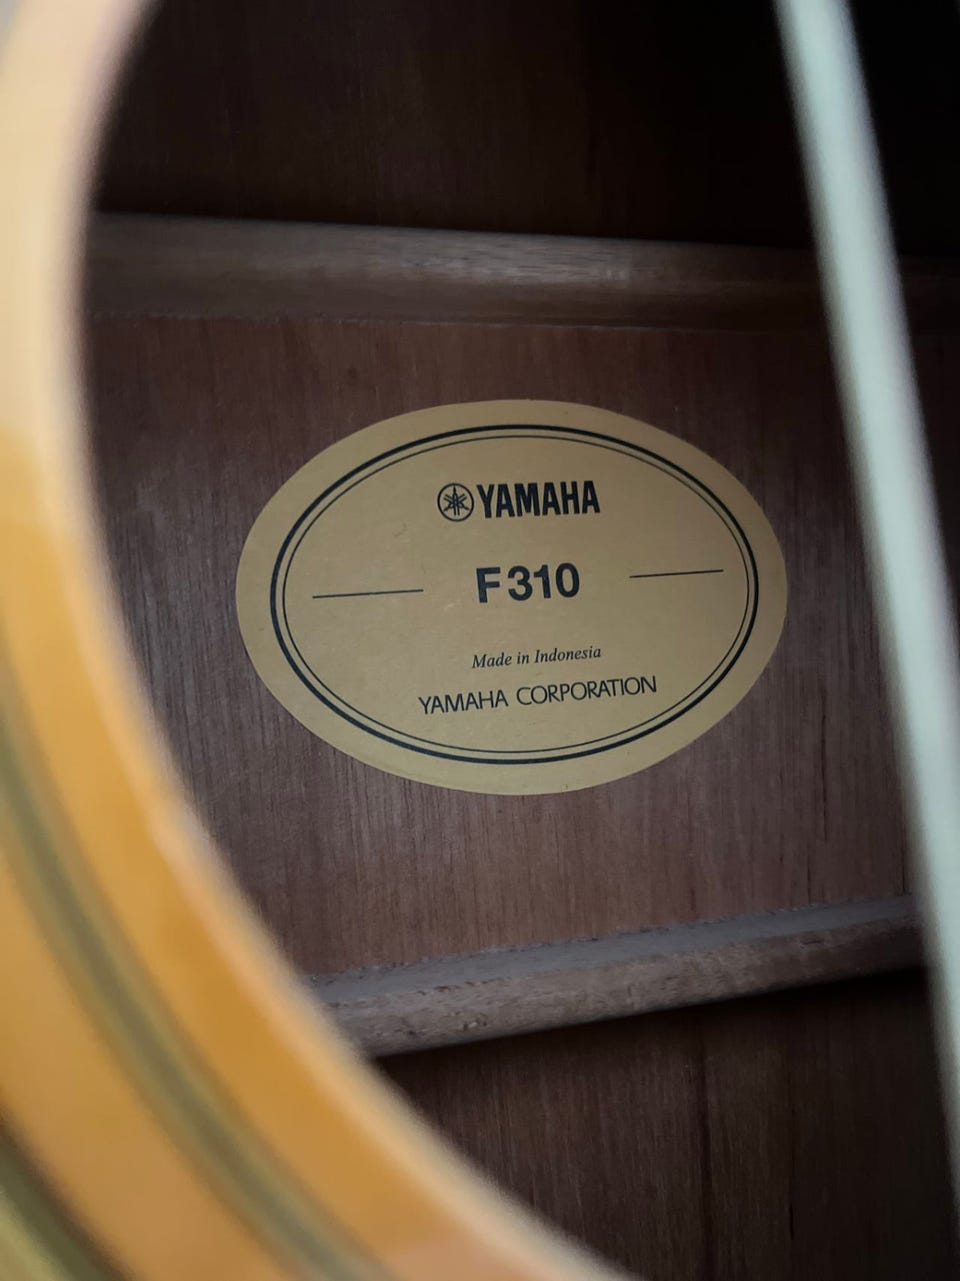 YAMAHA
F310
Made in Indonesia
YAMAHA CORPORATION